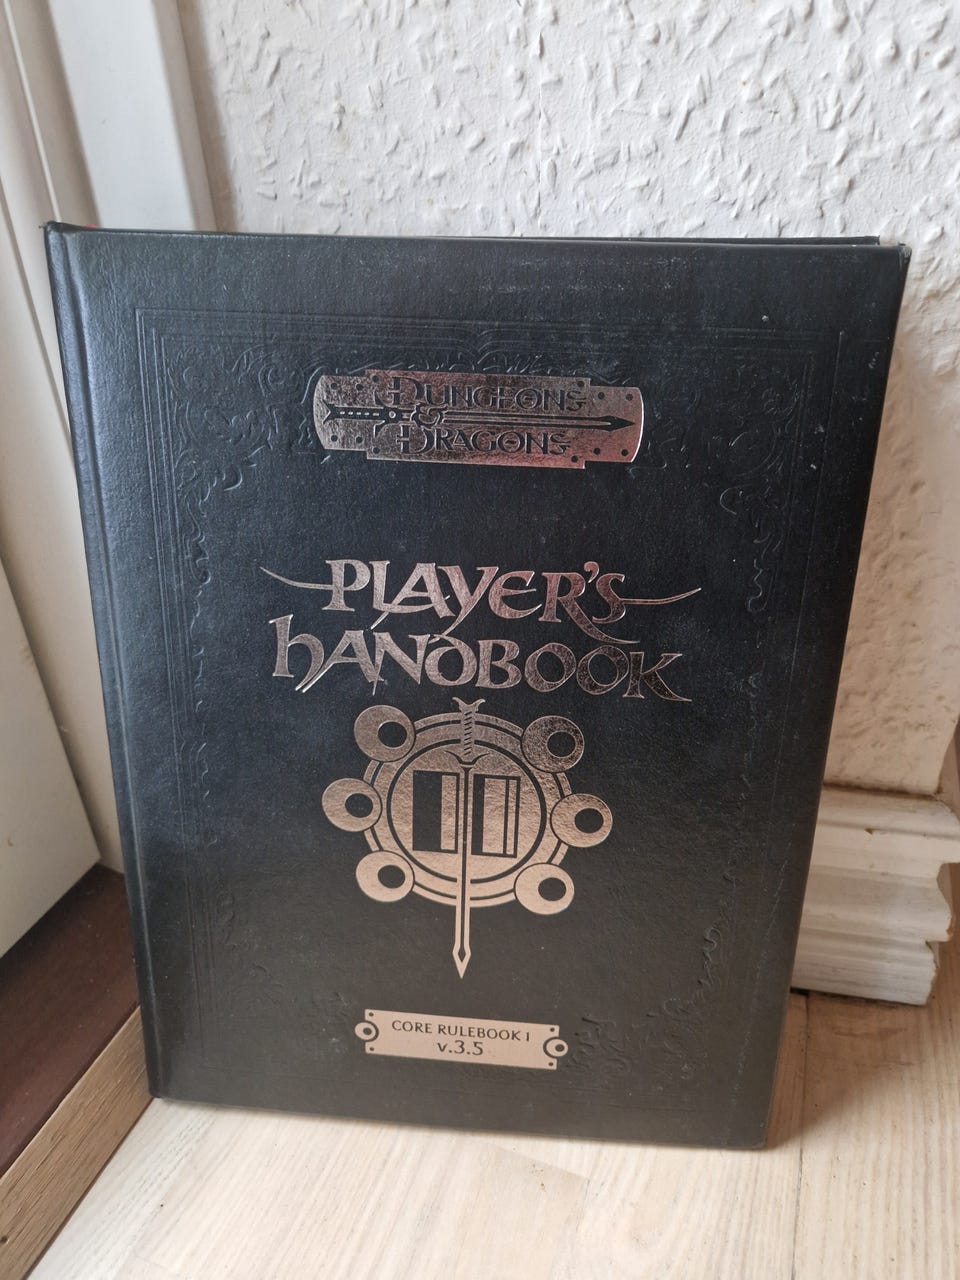 DUNGEONS
&
DRAGONS
PLAYER'S
HANDBOOK
CORE RULEBOOK I
v.3.5